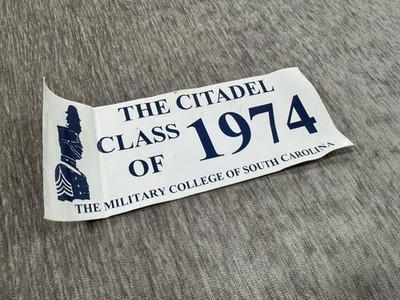 THE CITADEL
CLASS
OF
1974
THE MILITARY COLLEGE OF SOUTH CAROLINA